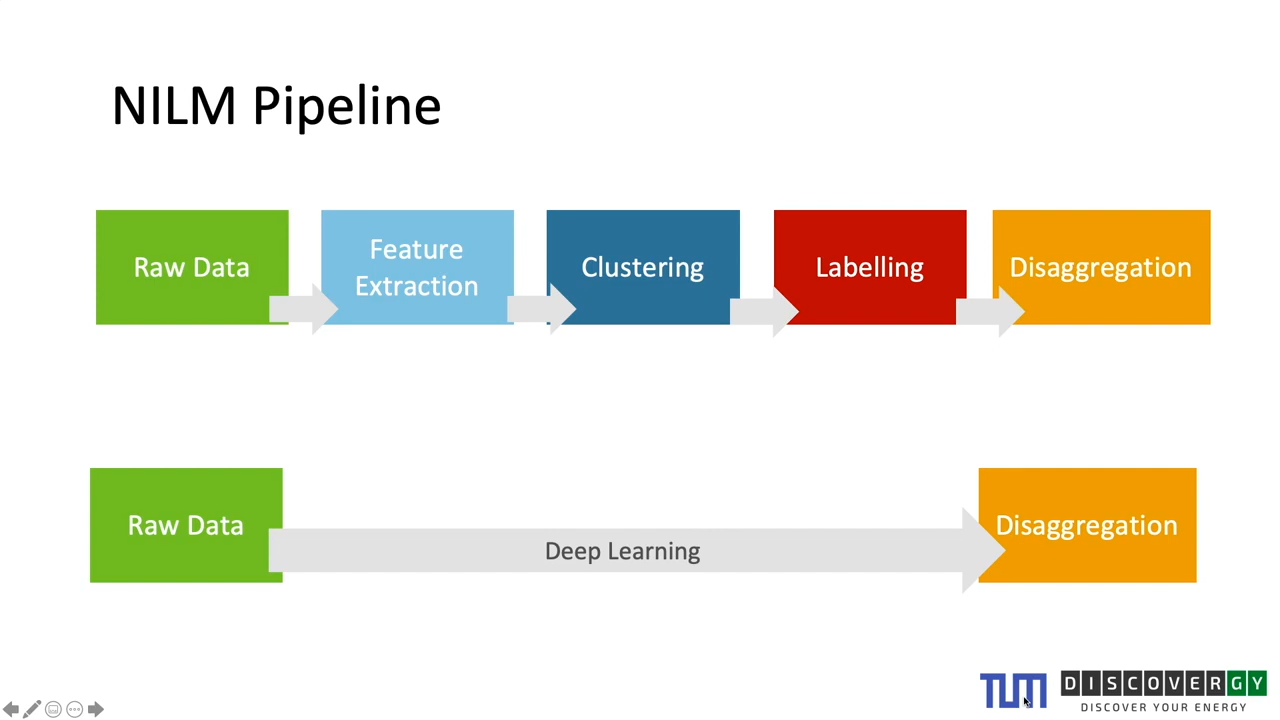 NILM Pipeline
Raw Data
Feature
Extraction
Clustering
Labelling
Disaggregation
Raw Data
Deep Learning
Disaggregation
TUM
DISCOVERGY
DISCOVER YOUR ENERGY